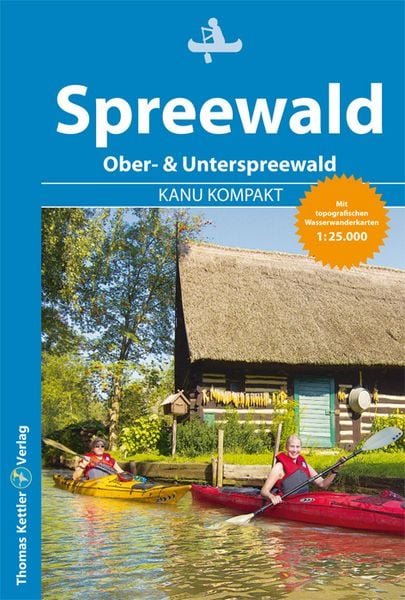 Spreewald
Ober- & Unterspreewald
KANU KOMPAKT
Mit
topografischen
Wasserwanderkarten
1:25.000
Thomas Kettler Verlag